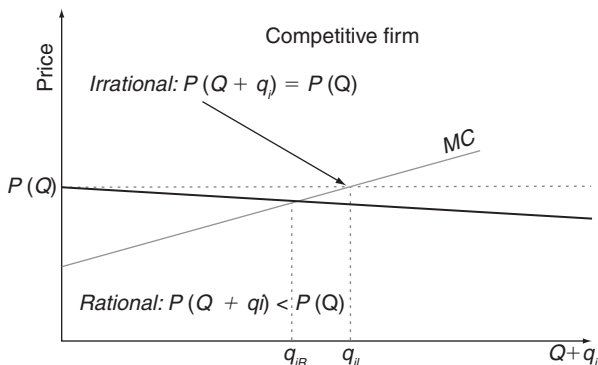 Competitive firm
Price
Irrational: P (Q + qi) = P (Q)
MC
P (Q)
Rational: P (Q + qi) < P (Q)
qiR
qiI
Q+qi